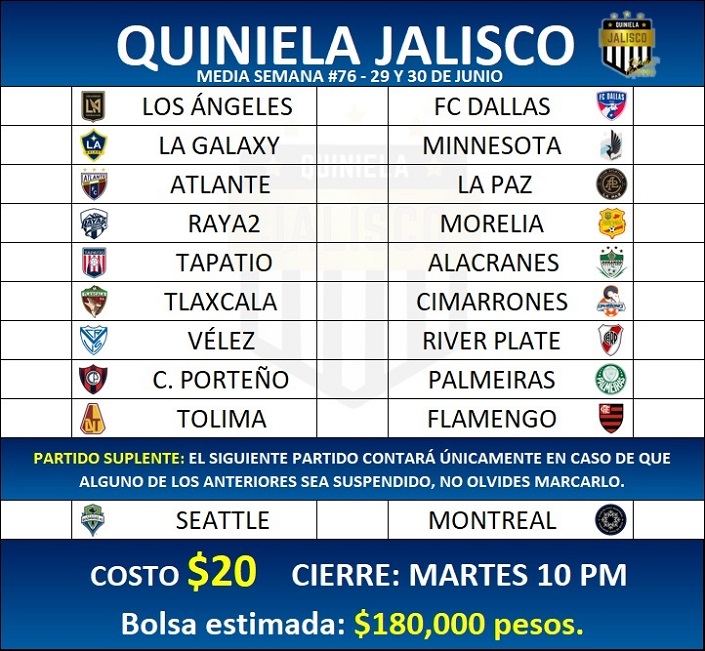 QUINIELA JALISCO
QUINIELA
JALISCO
MEDIA SEMANA #76 - 29 Y 30 DE JUNIO
LOS ÁNGELES FC DALLAS
LA GALAXY MINNESOTA
ATLANTE LA PAZ
RAYA2 MORELIA
TAPATIO ALACRANES
TLAXCALA CIMARRONES
VÉLEZ RIVER PLATE
C. PORTEÑO PALMEIRAS
TOLIMA FLAMENGO
PARTIDO SUPLENTE: EL SIGUIENTE PARTIDO CONTARÁ ÚNICAMENTE EN CASO DE QUE
ALGUNO DE LOS ANTERIORES SEA SUSPENDIDO, NO OLVIDES MARCARLO.
SEATTLE MONTREAL
COSTO $20 CIERRE: MARTES 10 PM
Bolsa estimada: $180,000 pesos.